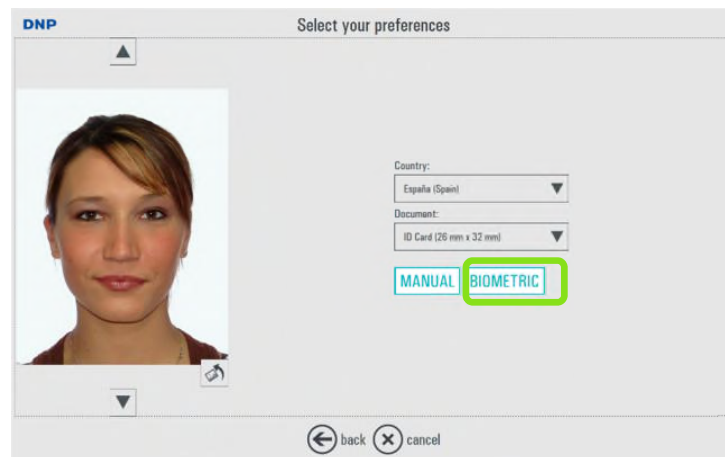 DNP
Select your preferences
Country:
España (Spain)
Document:
ID Card (26 mm x 32 mm)
MANUAL BIOMETRIC
back cancel